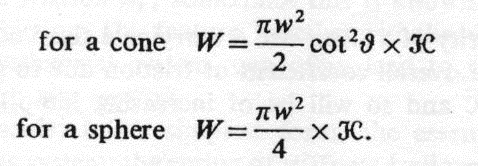 for a cone W = πw²/2 cot²ϑ × ℋ
for a sphere W = πw²/4 × ℋ.